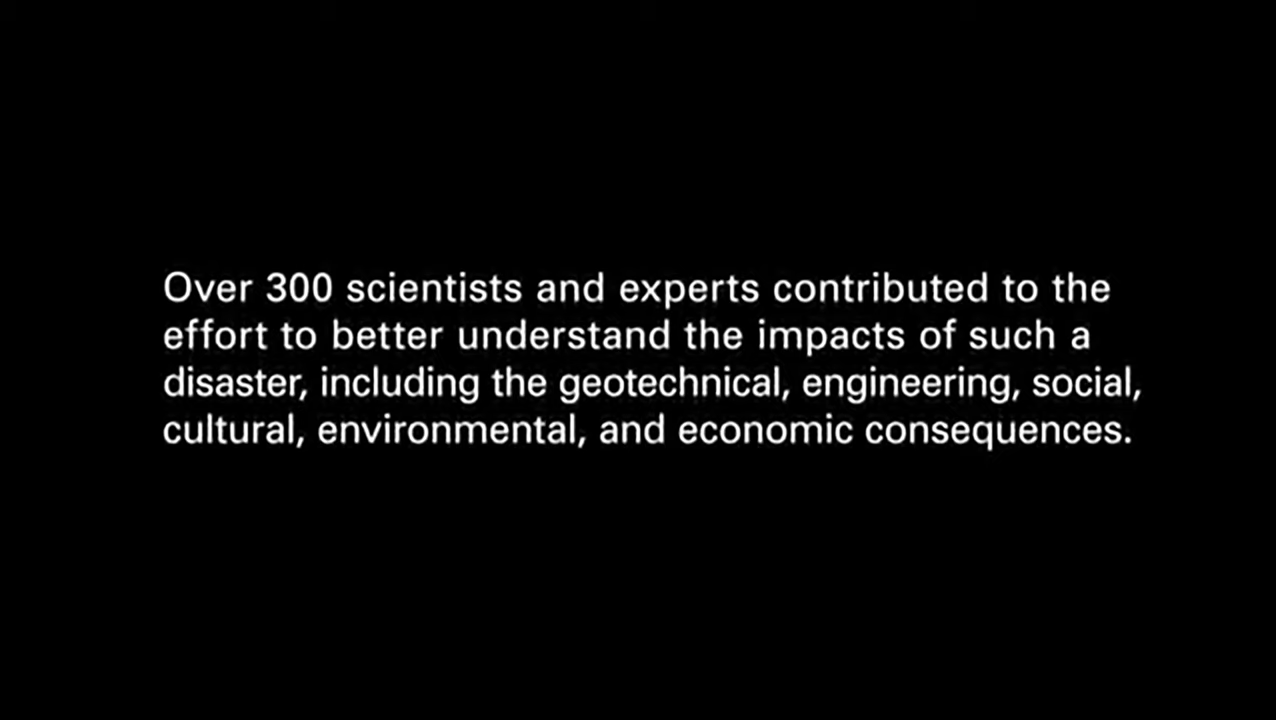 Over 300 scientists and experts contributed to the
effort to better understand the impacts of such a
disaster, including the geotechnical, engineering, social,
cultural, environmental, and economic consequences.